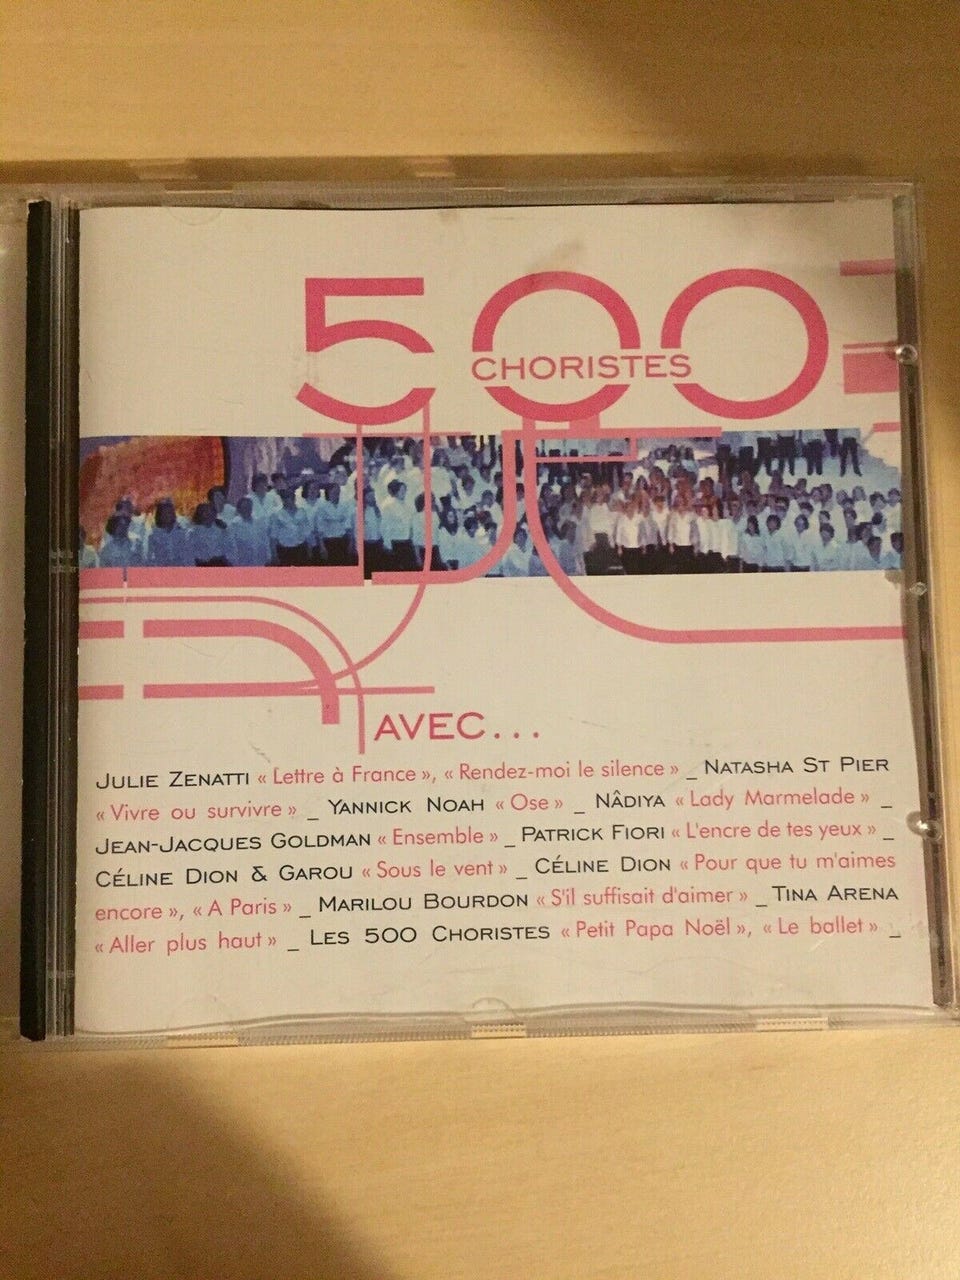 500
CHORISTES
AVEC...
JULIE ZENATTI « Lettre à France », « Rendez-moi le silence » _ NATASHA ST PIER
« Vivre ou survivre » _ YANNICK NOAH « Ose » _ NÂDIYA « Lady Marmelade » _
JEAN-JACQUES GOLDMAN « Ensemble » _ PATRICK FIORI « L'encre de tes yeux » _
CÉLINE DION & GAROU « Sous le vent » _ CÉLINE DION « Pour que tu m'aimes
encore », « A Paris » _ MARILOU BOURDON « S'il suffisait d'aimer » _ TINA ARENA
« Aller plus haut » _ LES 500 CHORISTES « Petit Papa Noël », « Le ballet » _